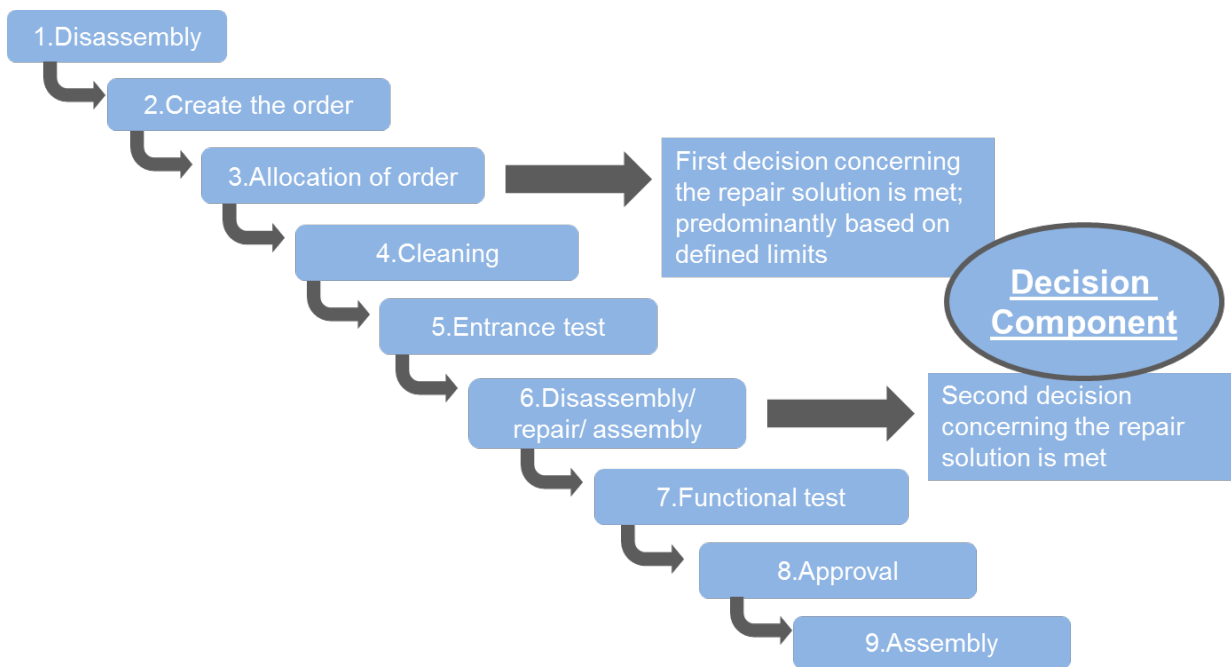 1.Disassembly
2.Create the order
3.Allocation of order
First decision concerning
the repair solution is met;
predominantly based on
defined limits
4.Cleaning
Decision
Component
5.Entrance test
6.Disassembly/
repair/ assembly
Second decision
concerning the repair
solution is met
7.Functional test
8.Approval
9.Assembly